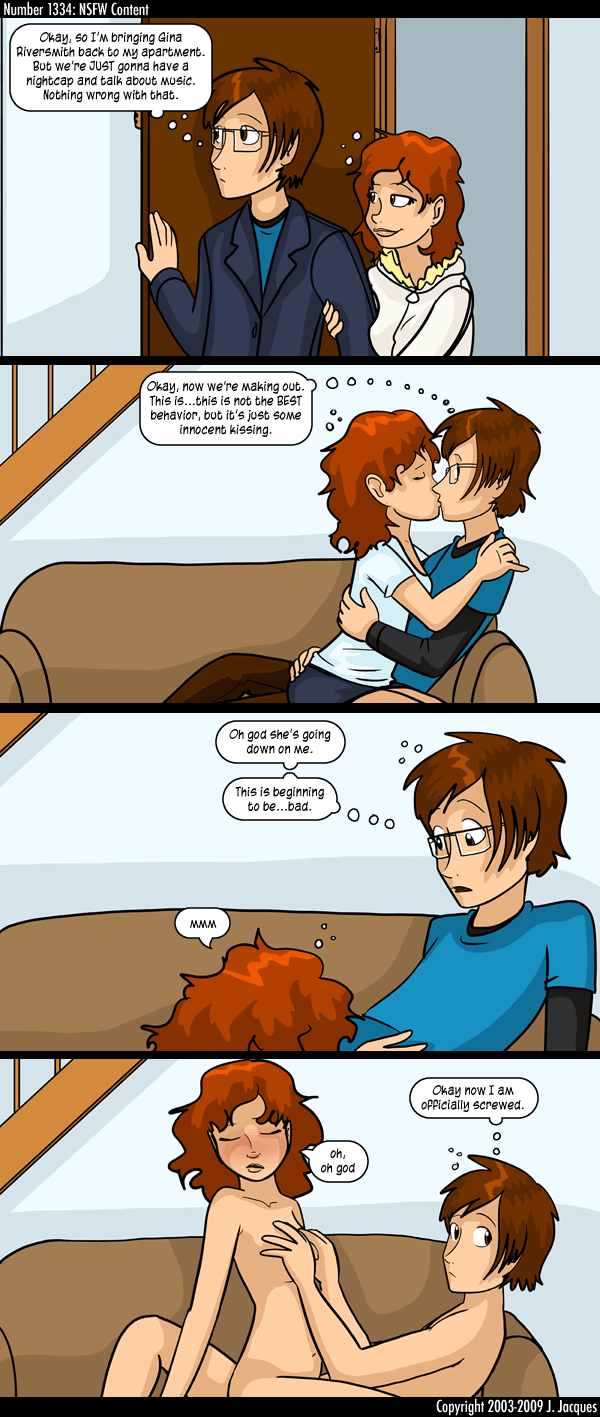 Number 1334: NSFW Content
Okay, so I'm bringing Gina
Riversmith back to my apartment.
But we're JUST gonna have a
nightcap and talk about music.
Nothing wrong with that.
Okay, now we're making out.
This is...this is not the BEST
behavior, but it's just some
innocent kissing.
Oh god she's going
down on me.
This is beginning
to be...bad.
mmm
oh,
oh god
Okay now I am
officially screwed.
Copyright 2003-2009 J. Jacques